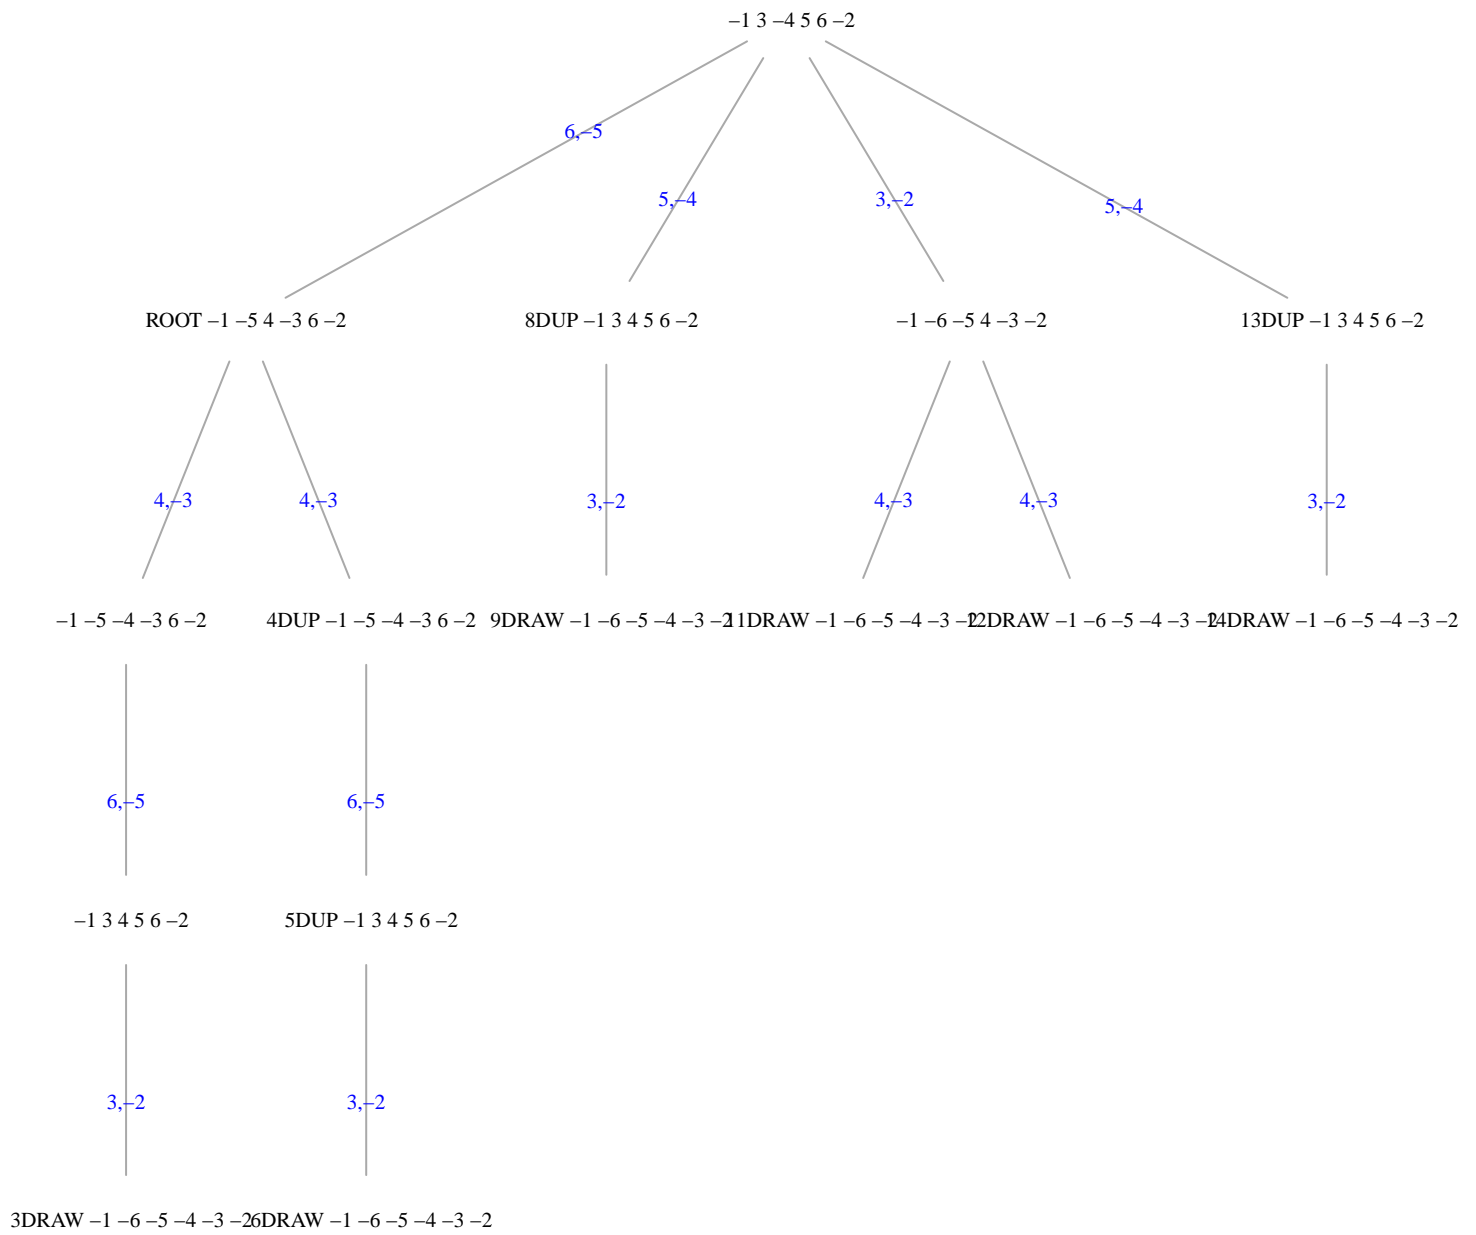 –1 3 –4 5 6 –2
6,–5
5,–4
3,–2
5,–4
ROOT –1 –5 4 –3 6 –2
8DUP –1 3 4 5 6 –2
–1 –6 –5 4 –3 –2
13DUP –1 3 4 5 6 –2
4,–3
4,–3
3,–2
4,–3
4,–3
3,–2
–1 –5 –4 –3 6 –2
4DUP –1 –5 –4 –3 6 –2
9DRAW –1 –6 –5 –4 –3 –2
11DRAW –1 –6 –5 –4 –3 –2
12DRAW –1 –6 –5 –4 –3 –2
14DRAW –1 –6 –5 –4 –3 –2
6,–5
6,–5
–1 3 4 5 6 –2
5DUP –1 3 4 5 6 –2
3,–2
3,–2
3DRAW –1 –6 –5 –4 –3 –2
6DRAW –1 –6 –5 –4 –3 –2